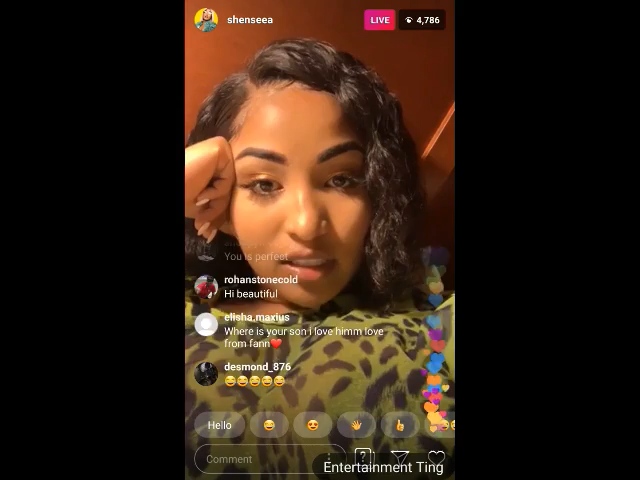 shenseea
LIVE
4,786
You is perfect
rohanstonecold
Hi beautiful
elisha.maxius
Where is your son i love himm love
from fann❤️
desmond_876
😂😂😂😂😂
Hello
Comment
Entertainment Ting